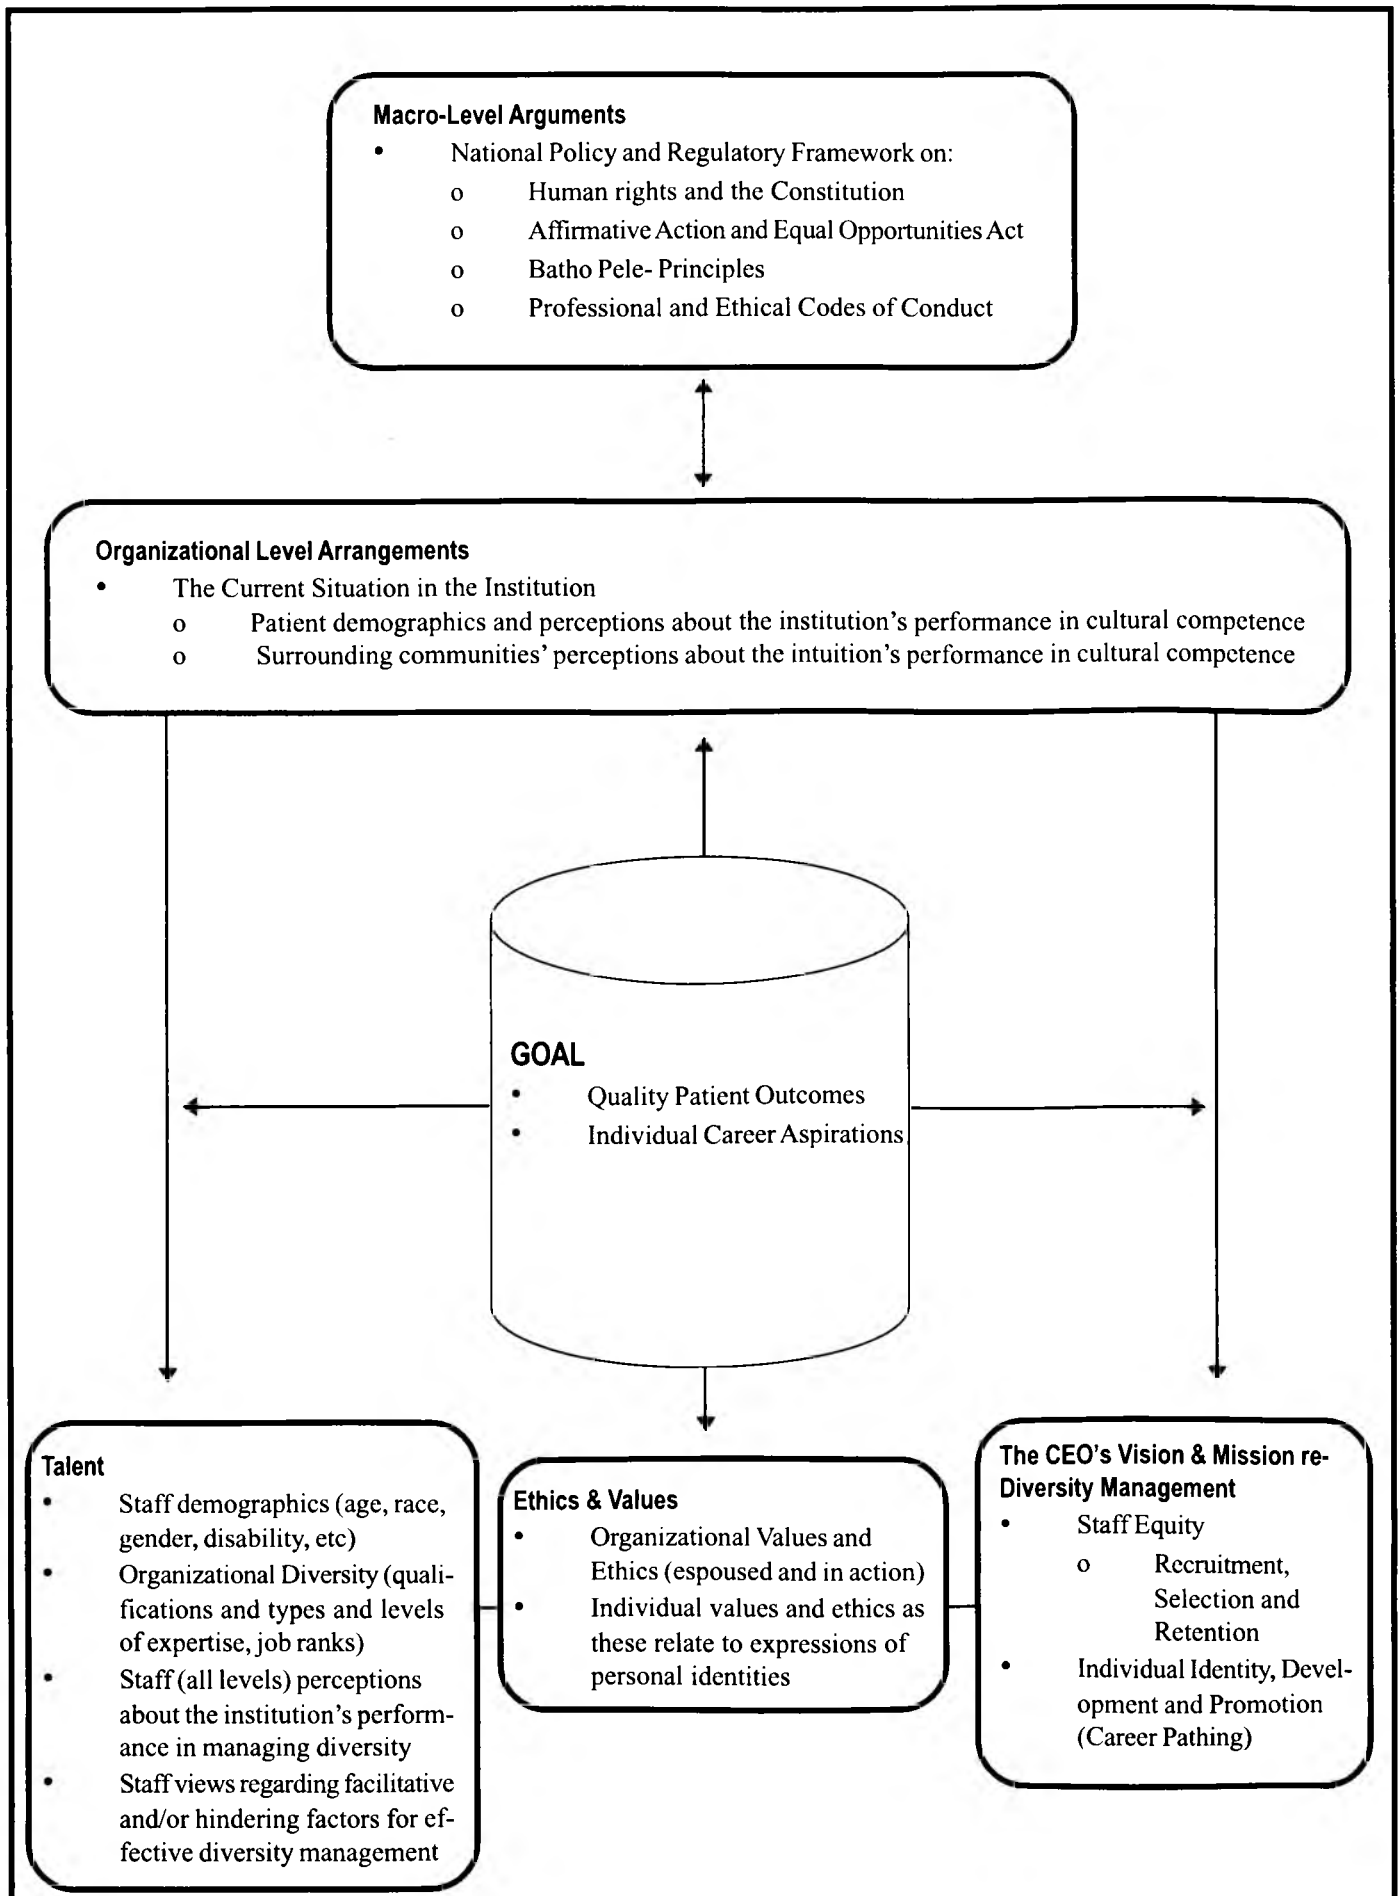 Macro-Level Arguments
• National Policy and Regulatory Framework on:
o Human rights and the Constitution
o Affirmative Action and Equal Opportunities Act
o Batho Pele- Principles
o Professional and Ethical Codes of Conduct
Organizational Level Arrangements
• The Current Situation in the Institution
o Patient demographics and perceptions about the institution's performance in cultural competence
o Surrounding communities' perceptions about the intuition's performance in cultural competence
GOAL
• Quality Patient Outcomes
• Individual Career Aspirations
Talent
• Staff demographics (age, race,
gender, disability, etc)
• Organizational Diversity (quali-
fications and types and levels
of expertise, job ranks)
• Staff (all levels) perceptions
about the institution's perform-
ance in managing diversity
• Staff views regarding facilitative
and/or hindering factors for ef-
fective diversity management
Ethics & Values
• Organizational Values and
Ethics (espoused and in action)
• Individual values and ethics as
these relate to expressions of
personal identities
The CEO's Vision & Mission re-
Diversity Management
• Staff Equity
o Recruitment,
Selection and
Retention
• Individual Identity, Devel-
opment and Promotion
(Career Pathing)